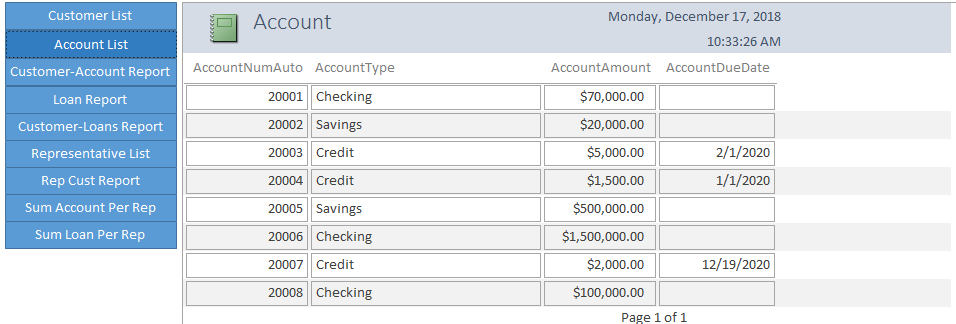 Customer List
Account List
Customer-Account Report
Loan Report
Customer-Loans Report
Representative List
Rep Cust Report
Sum Account Per Rep
Sum Loan Per Rep
Account
Monday, December 17, 2018
10:33:26 AM
AccountNumAuto AccountType AccountAmount AccountDueDate
20001 Checking $70,000.00
20002 Savings $20,000.00
20003 Credit $5,000.00 2/1/2020
20004 Credit $1,500.00 1/1/2020
20005 Savings $500,000.00
20006 Checking $1,500,000.00
20007 Credit $2,000.00 12/19/2020
20008 Checking $100,000.00
Page 1 of 1